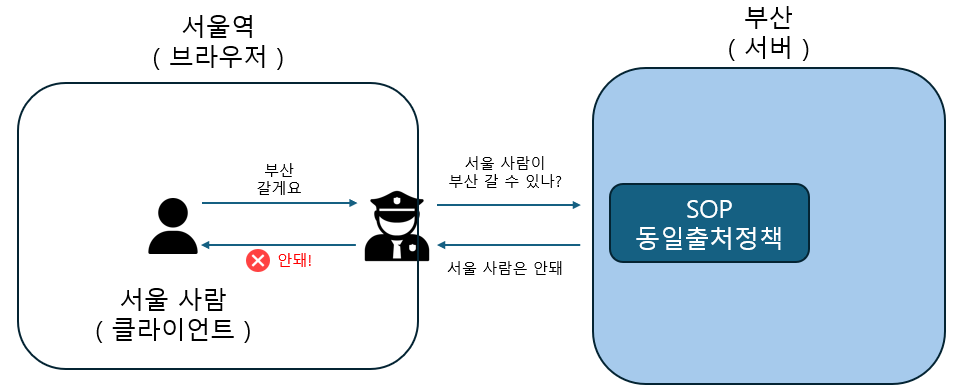 서울역
( 브라우저 )
부산
( 서버 )
부산
갈게요
서울 사람이
부산 갈 수 있나?
안돼!
서울 사람은 안돼
SOP
동일출처정책
서울 사람
( 클라이언트 )